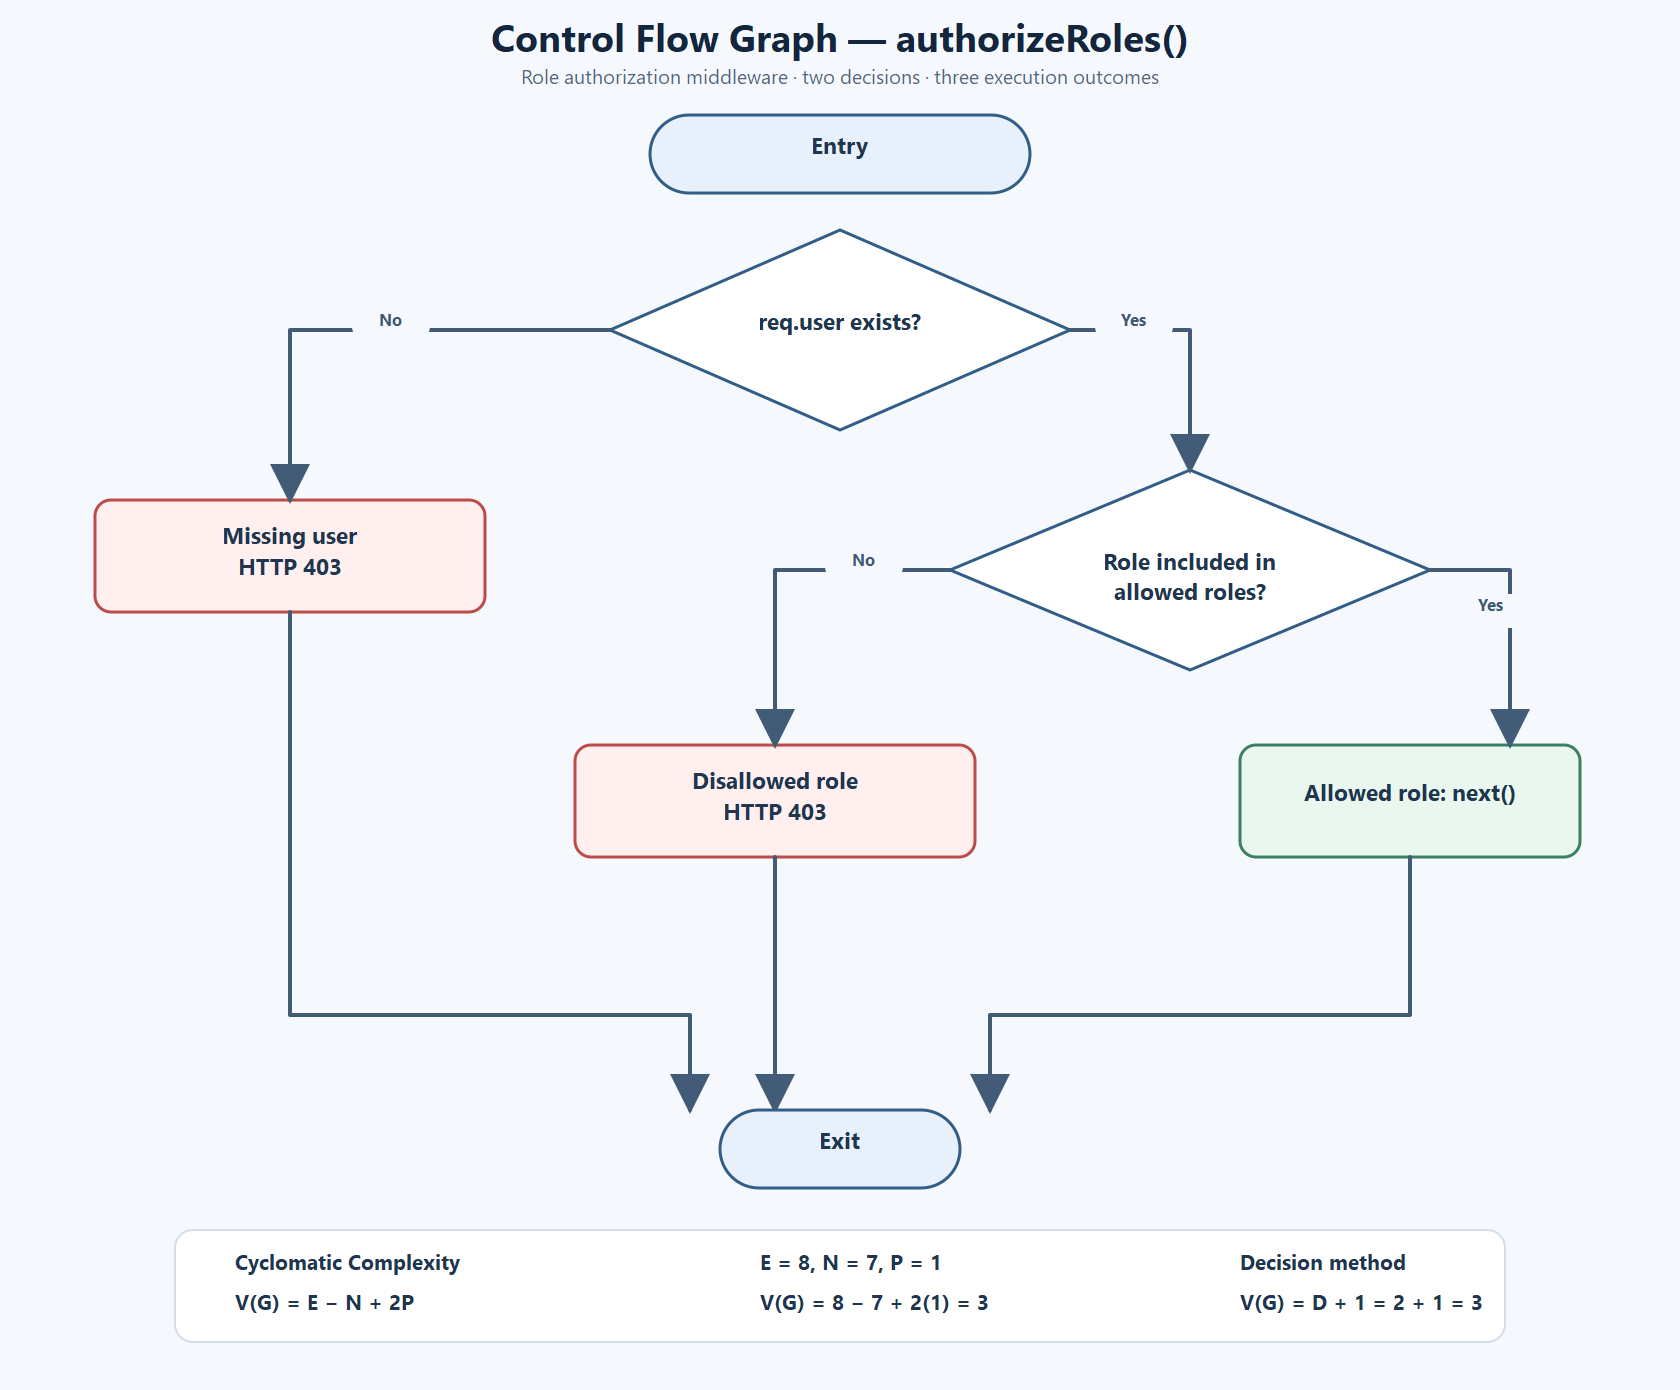 Control Flow Graph — authorizeRoles()
Role authorization middleware · two decisions · three execution outcomes
Entry
req.user exists?
No
Yes
Missing user
HTTP 403
No
Role included in
allowed roles?
Yes
Disallowed role
HTTP 403
Allowed role: next()
Exit
Cyclomatic Complexity
V(G) = E − N + 2P
E = 8, N = 7, P = 1
V(G) = 8 − 7 + 2(1) = 3
Decision method
V(G) = D + 1 = 2 + 1 = 3